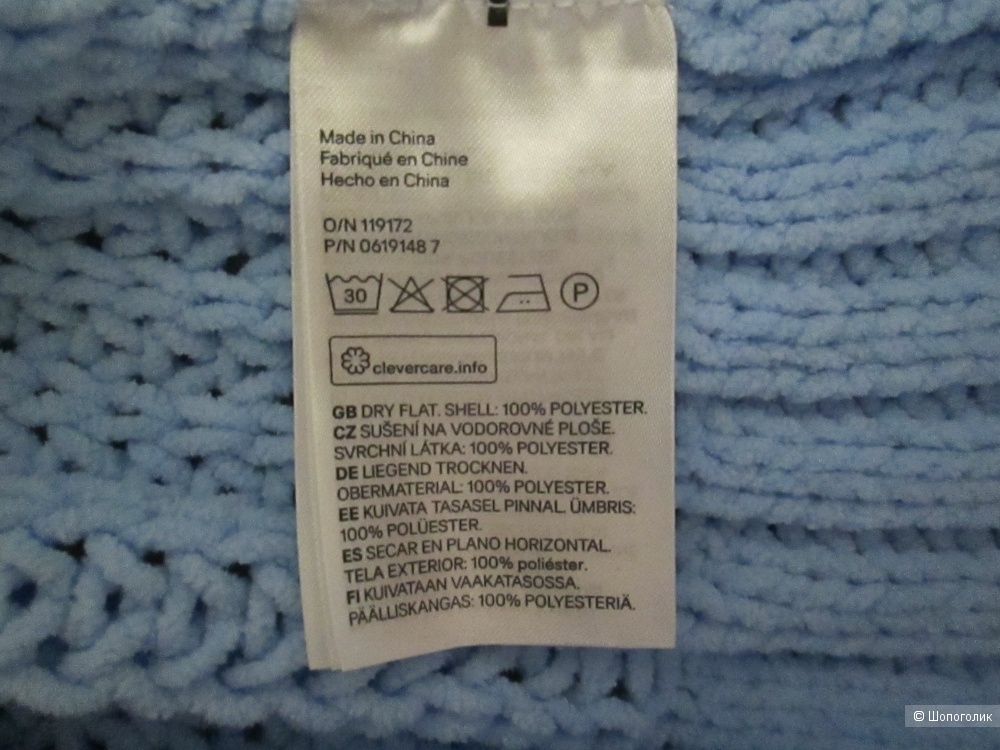 Made in China
Fabriqué en Chine
Hecho en China
O/N 119172
P/N 0619148 7
30
P
clevercare.info
GB DRY FLAT. SHELL: 100% POLYESTER.
CZ SUŠENÍ NA VODOROVNÉ PLOŠE.
SVRCHNÍ LÁTKA: 100% POLYESTER.
DE LIEGEND TROCKNEN.
OBERMATERIAL: 100% POLYESTER.
EE KUIVATA TASASEL PINNAL. ÜMBRIS:
100% POLÜESTER.
ES SECAR EN PLANO HORIZONTAL.
TELA EXTERIOR: 100% poliéster.
FI KUIVATAAN VAAKATASOSSA.
PÄÄLLISKANGAS: 100% POLYESTERIÄ.
© Шопоголик